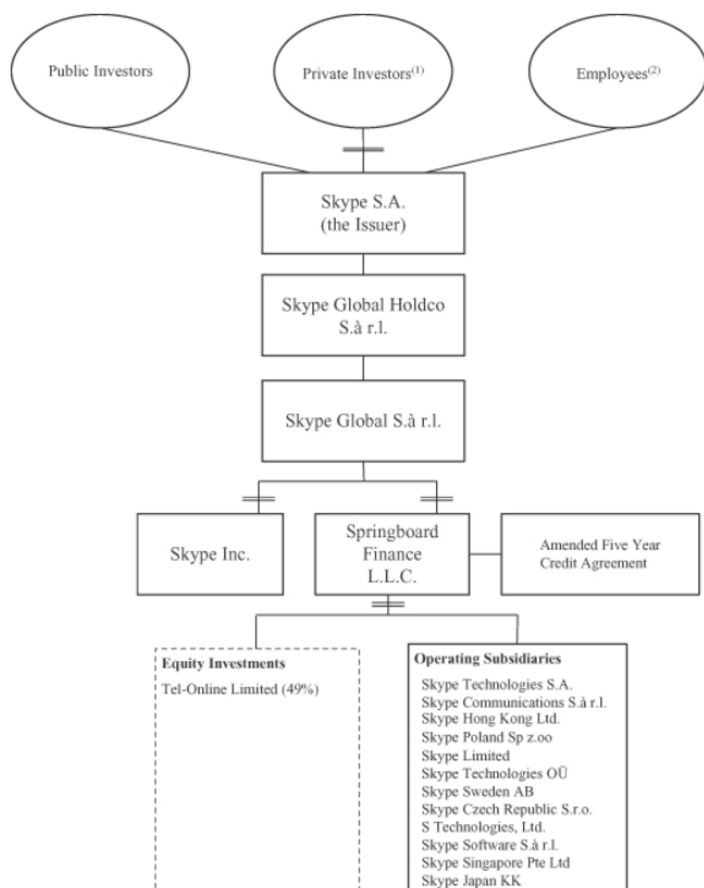 Public Investors
Private Investors(1)
Employees(2)
Skype S.A.
(the Issuer)
Skype Global Holdco
S.à r.l.
Skype Global S.à r.l.
Skype Inc.
Springboard
Finance
L.L.C.
Amended Five Year
Credit Agreement
Equity Investments
Tel-Online Limited (49%)
Operating Subsidiaries
Skype Technologies S.A.
Skype Communications S.à r.l.
Skype Hong Kong Ltd.
Skype Poland Sp z.oo
Skype Limited
Skype Technologies OÜ
Skype Sweden AB
Skype Czech Republic S.r.o.
S Technologies, Ltd.
Skype Software S.à r.l.
Skype Singapore Pte Ltd
Skype Japan KK